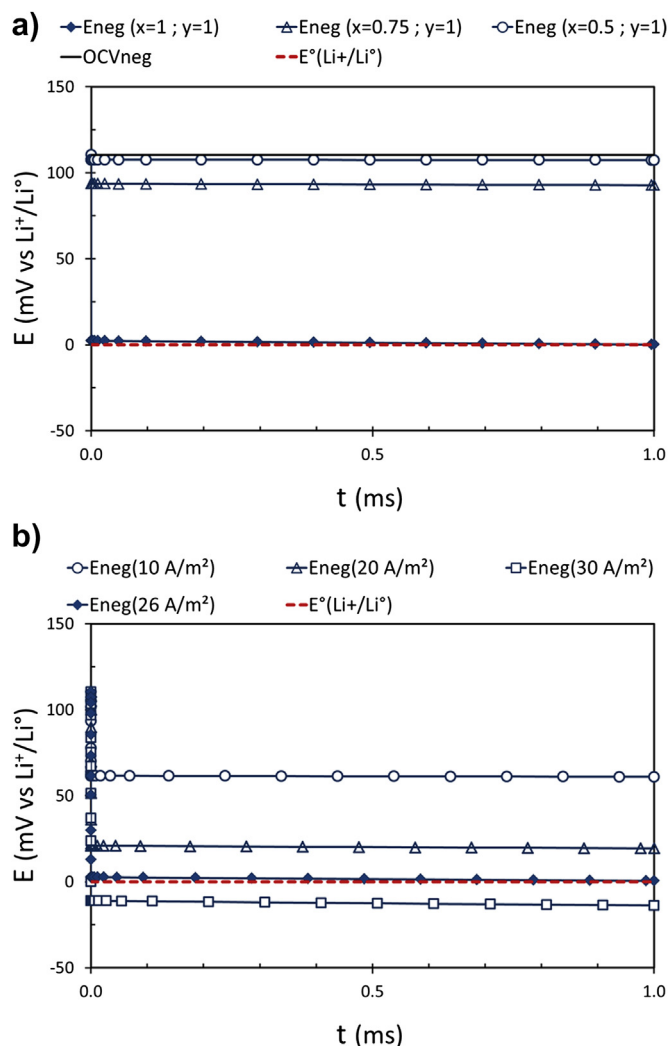 a)
Eneg (x=1 ; y=1) Eneg (x=0.75 ; y=1) Eneg (x=0.5 ; y=1)
OCVneg E°(Li+/Li°)
150
100
50
0
-50
E (mV vs Li⁺/Li°)
0.0 0.5 1.0
t (ms)
b)
Eneg(10 A/m²) Eneg(20 A/m²) Eneg(30 A/m²)
Eneg(26 A/m²) E°(Li+/Li°)
150
100
50
0
-50
E (mV vs Li⁺/Li°)
0.0 0.5 1.0
t (ms)